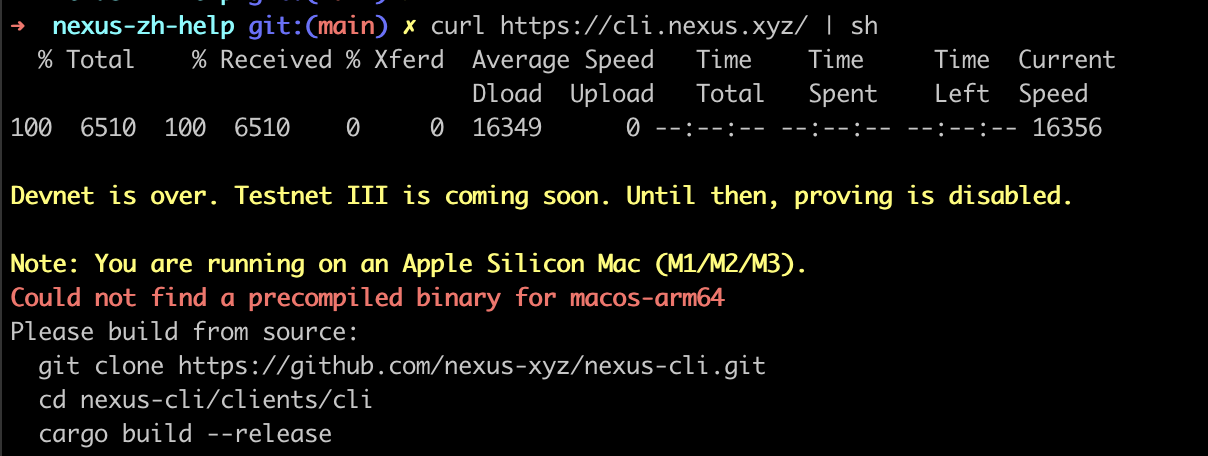 ➜  nexus-zh-help git:(main) ✗ curl https://cli.nexus.xyz/ | sh
  % Total    % Received % Xferd  Average Speed   Time    Time     Time  Current
                                 Dload  Upload   Total   Spent    Left  Speed
100  6510  100  6510    0     0  16349      0 --:--:-- --:--:-- --:--:-- 16356
Devnet is over. Testnet III is coming soon. Until then, proving is disabled.
Note: You are running on an Apple Silicon Mac (M1/M2/M3).
Could not find a precompiled binary for macos-arm64
Please build from source:
  git clone https://github.com/nexus-xyz/nexus-cli.git
  cd nexus-cli/clients/cli
  cargo build --release